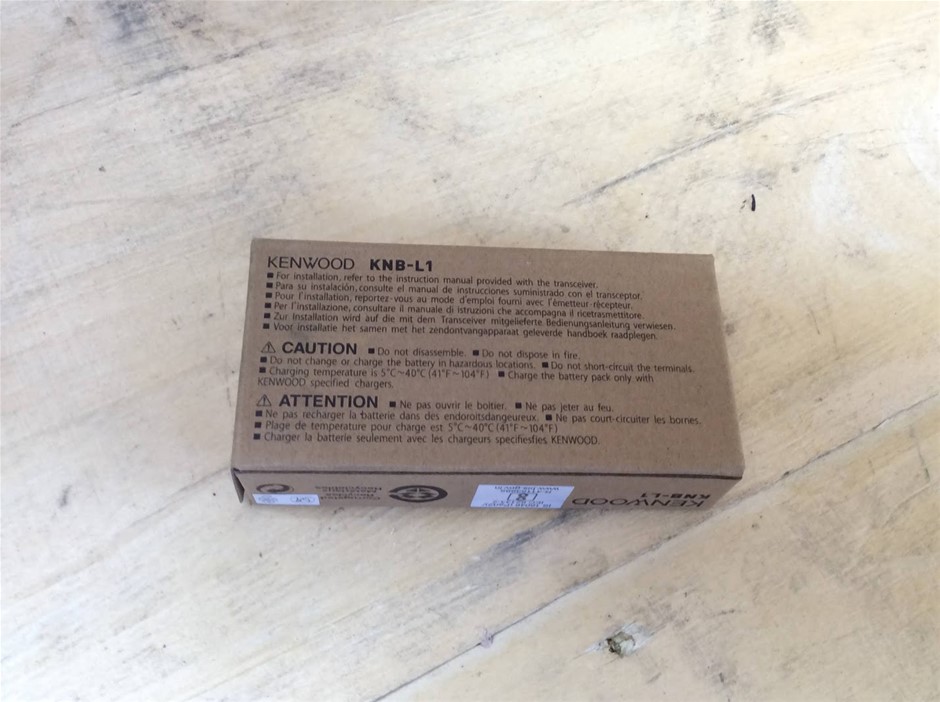 KENWOOD KNB-L1
■ For installation, refer to the instruction manual provided with the transceiver.
■ Para su instalación, consulte el manual de instrucciones suministrado con el transceptor.
■ Pour l'installation, reportez-vous au mode d'emploi fourni avec l'émetteur-récepteur.
■ Per l'installazione, consultare il manuale di istruzioni che accompagna il ricetrasmettitore.
■ Zur Installation wird auf die mit dem Transceiver mitgelieferte Bedienungsanleitung verwiesen.
■ Voor installatie het samen met het zendontvangapparaat geleverde handboek raadplegen.
⚠ CAUTION ■ Do not disassemble. ■ Do not dispose in fire.
■ Do not change or charge the battery in hazardous locations. ■ Do not short-circuit the terminals.
■ Charging temperature is 5°C~40°C (41°F~104°F) ■ Charge the battery pack only with
KENWOOD specified chargers.
⚠ ATTENTION ■ Ne pas ouvrir le boîtier. ■ Ne pas jeter au feu.
■ Ne pas recharger la batterie dans des endoroitsdangeureux. ■ Ne pas court-circuiter les bornes.
■ Plage de temperature pour charge est 5°C~40°C (41°F~104°F)
■ Charger la batterie seulement avec les chargeurs specifiesfies KENWOOD.
KENWOOD KNB-L1